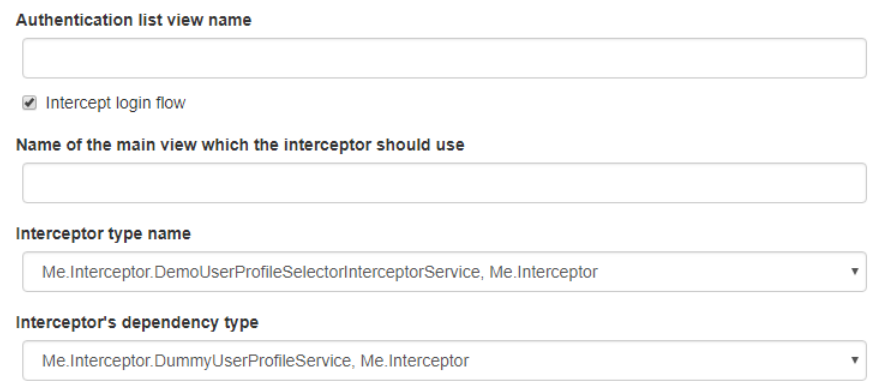 Authentication list view name
Intercept login flow
Name of the main view which the interceptor should use
Interceptor type name
Me.Interceptor.DemoUserProfileSelectorInterceptorService, Me.Interceptor
Interceptor's dependency type
Me.Interceptor.DummyUserProfileService, Me.Interceptor